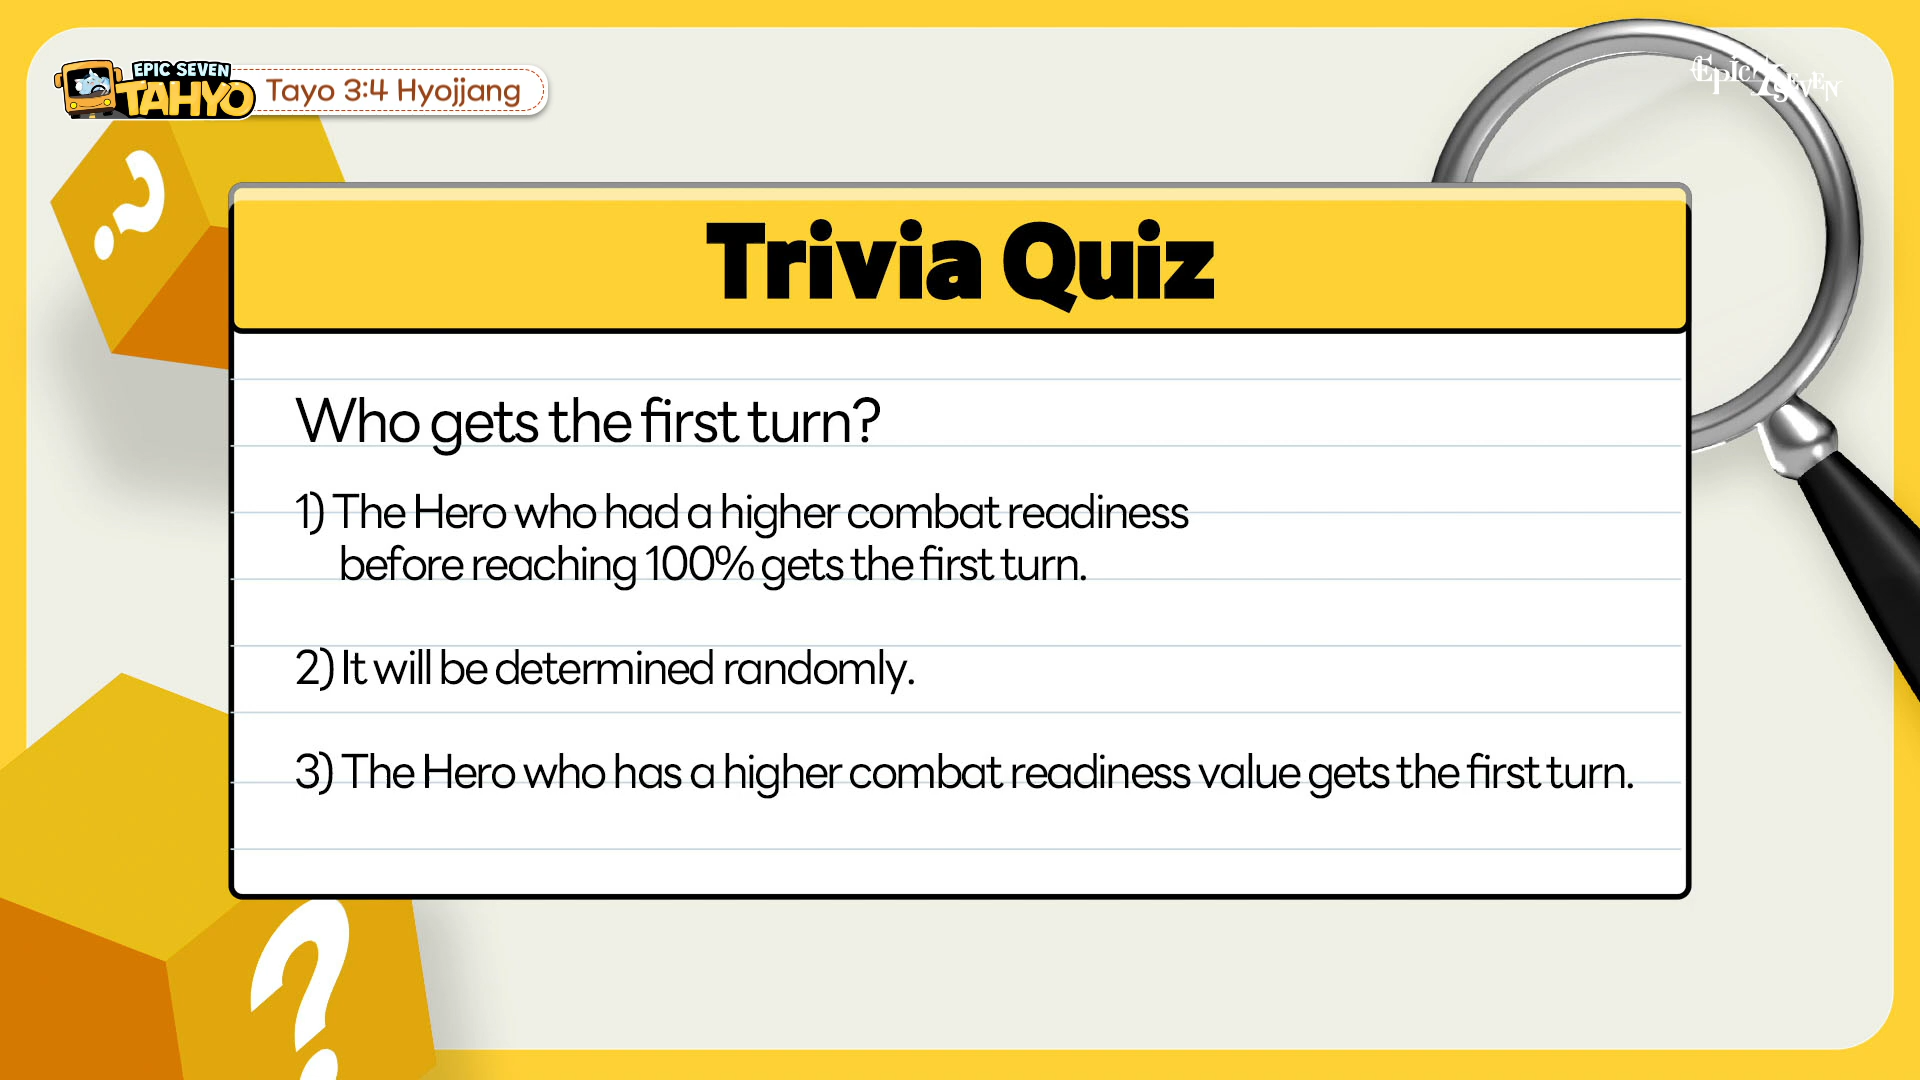 EPIC SEVEN
TAHYO
Tayo 3:4 Hyojjang
Epic 7 SEVEN
Trivia Quiz
Who gets the first turn?
1) The Hero who had a higher combat readiness
before reaching 100% gets the first turn.
2) It will be determined randomly.
3) The Hero who has a higher combat readiness value gets the first turn.
?
?